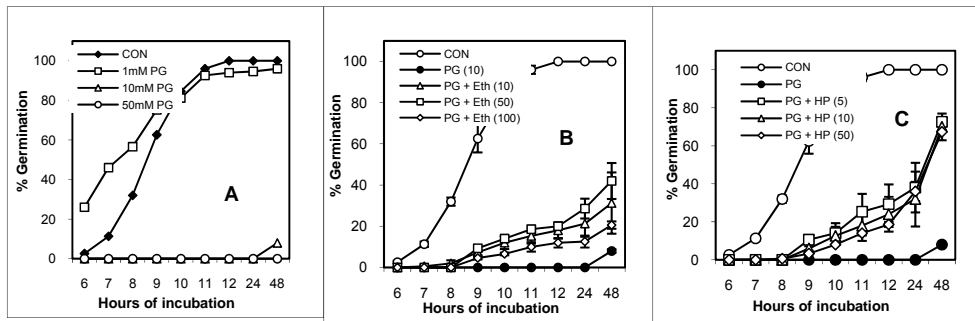 100
80
60
40
20
0
% Germination
CON
1mM PG
10mM PG
50mM PG
A
6 7 8 9 10 11 12 24 48
Hours of incubation
100
80
60
40
20
0
% Germination
CON
PG (10)
PG + Eth (10)
PG + Eth (50)
PG + Eth (100)
B
6 7 8 9 10 11 12 24 48
Hours of incubation
100
80
60
40
20
0
% Germination
CON
PG
PG + HP (5)
PG + HP (10)
PG + HP (50)
C
6 7 8 9 10 11 12 24 48
Hours of incubation